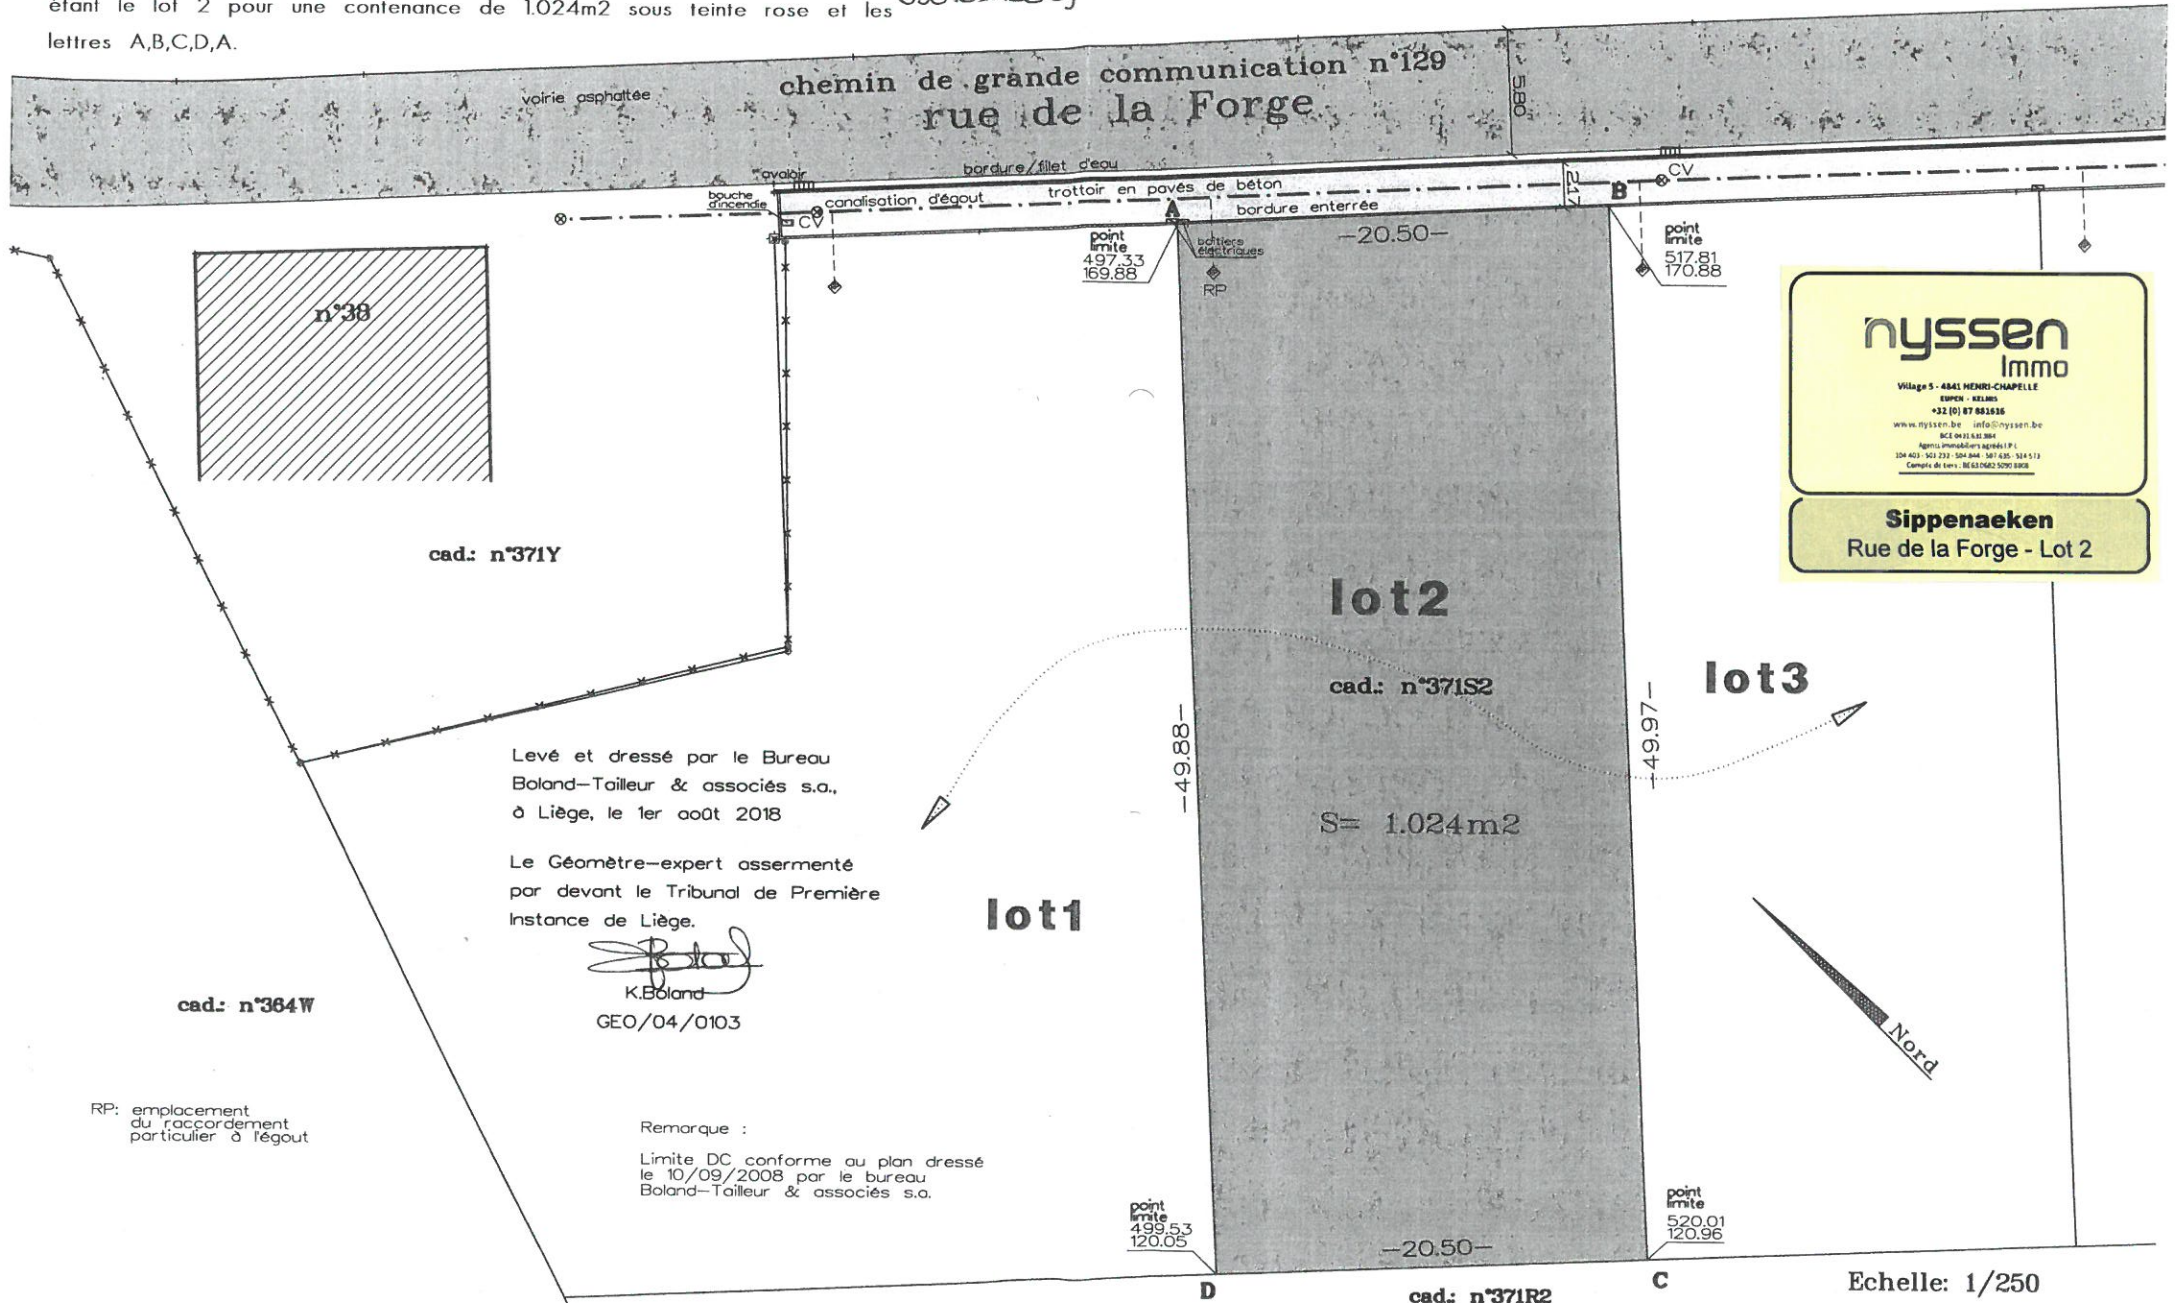 étant le lot 2 pour une contenance de 1.024m2 sous teinte rose et les
lettres A,B,C,D,A.
chemin de grande communication n°129
rue de la Forge
voirie asphaltée
5.80
bordure/filet d'eau
avaloir
bouche
d'incendie
trottoir en pavés de béton
canalisation d'égout
CV
bordure enterrée
2.17
A
B
CV
point
limite
497.33
169.88
boîtiers
électriques
RP
-20.50-
point
limite
517.81
170.88
n°38
nyssen
Immo
Village 5 - 4841 HENRI-CHAPELLE
EUPEN - KELMIS
+32 (0) 87 881616
www.nyssen.be info@nyssen.be
Agents immobiliers agréés I.P.I.
Sippenaeken
Rue de la Forge - Lot 2
cad.: n°371Y
lot2
cad.: n°371S2
lot3
-49.88-
-49.97-
S= 1.024m2
Levé et dressé par le Bureau
Boland-Tailleur & associés s.a.,
à Liège, le 1er août 2018
Le Géomètre-expert assermenté
par devant le Tribunal de Première
Instance de Liège.
K.Boland
GEO/04/0103
lot1
cad.: n°364W
Nord
RP: emplacement
du raccordement
particulier à l'égout
Remarque :
Limite DC conforme au plan dressé
le 10/09/2008 par le bureau
Boland-Tailleur & associés s.a.
point
limite
499.53
120.05
-20.50-
point
limite
520.01
120.96
D
C
cad.: n°371R2
Echelle: 1/250